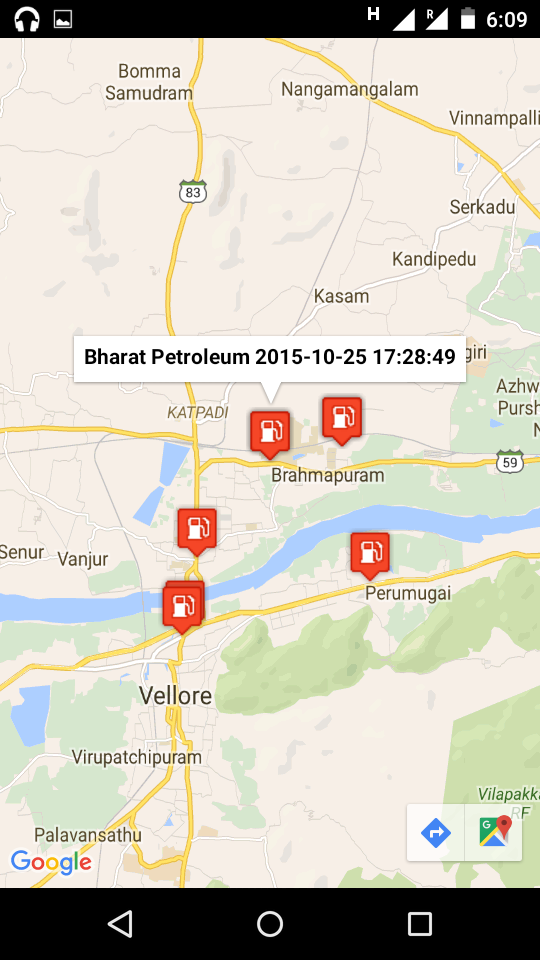 H R 6:09
Bomma
Samudram
Nangamangalam
Vinnampalli
83
Serkadu
Kandipedu
Kasam
Bharat Petroleum 2015-10-25 17:28:49
giri
Azhw
Pursh
N
KATPADI
59
Brahmapuram
Senur
Vanjur
Perumugai
Vellore
Virupatchipuram
Vilapakka
RF
Palavansathu
Google
G